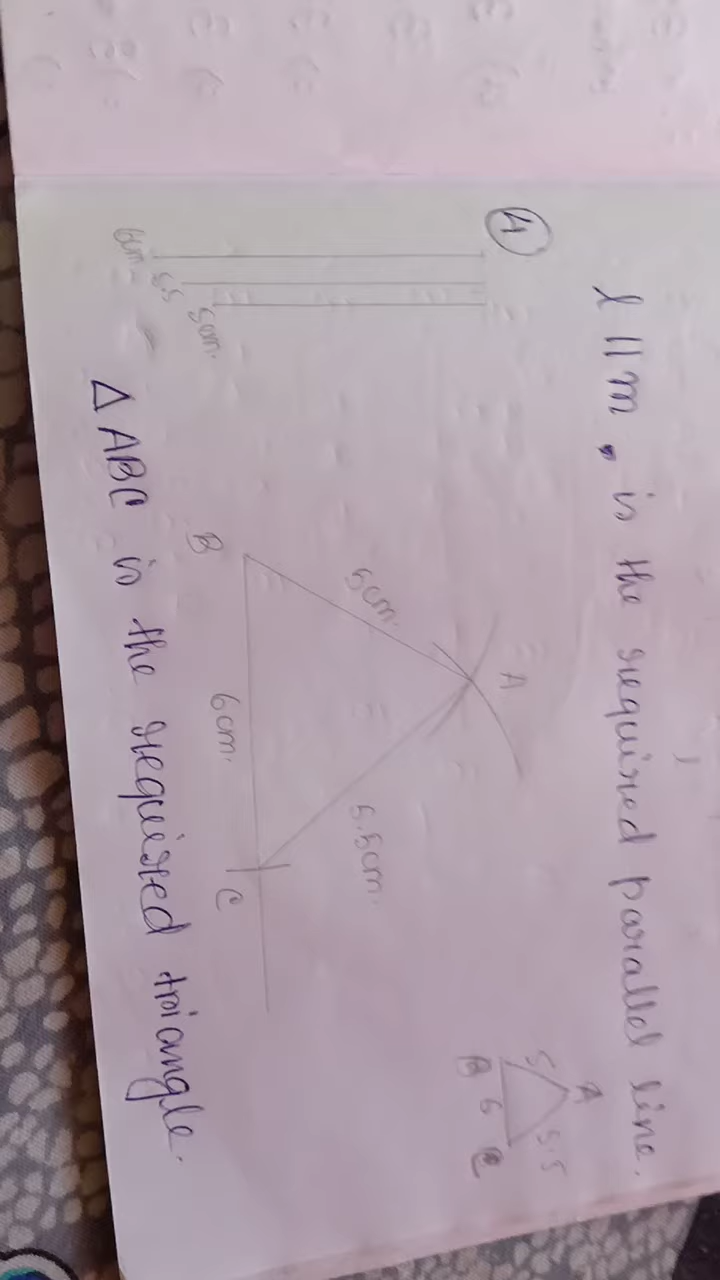 l || m, is the required parallel line.
4
6cm.
5.5
5cm.
A
5
5.5
B 6 C
A
5cm.
5.5cm.
B
6cm.
C
Δ ABC is the required triangle.